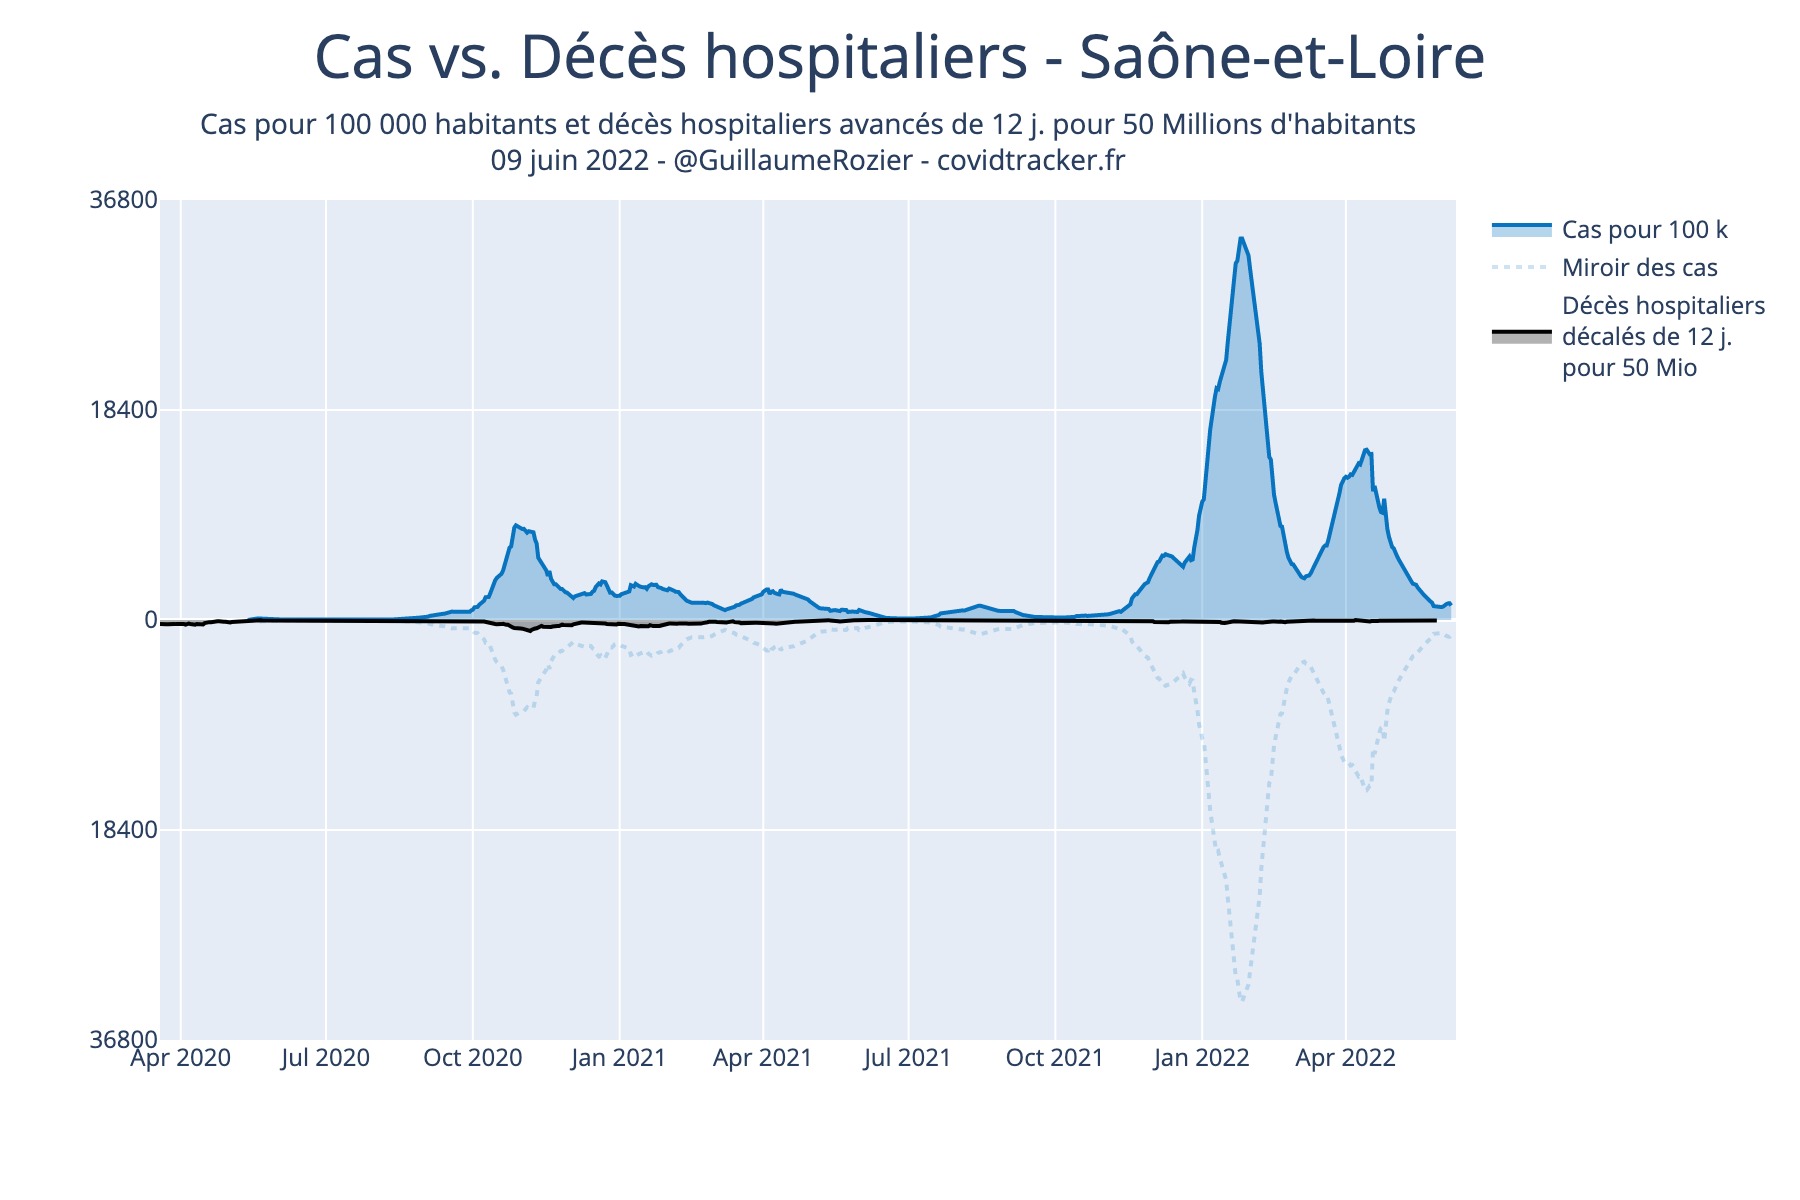 Cas vs. Décès hospitaliers - Saône-et-Loire
Cas pour 100 000 habitants et décès hospitaliers avancés de 12 j. pour 50 Millions d'habitants
09 juin 2022 - @GuillaumeRozier - covidtracker.fr
36800
18400
0
18400
36800
Apr 2020
Jul 2020
Oct 2020
Jan 2021
Apr 2021
Jul 2021
Oct 2021
Jan 2022
Apr 2022
Cas pour 100 k
Miroir des cas
Décès hospitaliers
décalés de 12 j.
pour 50 Mio